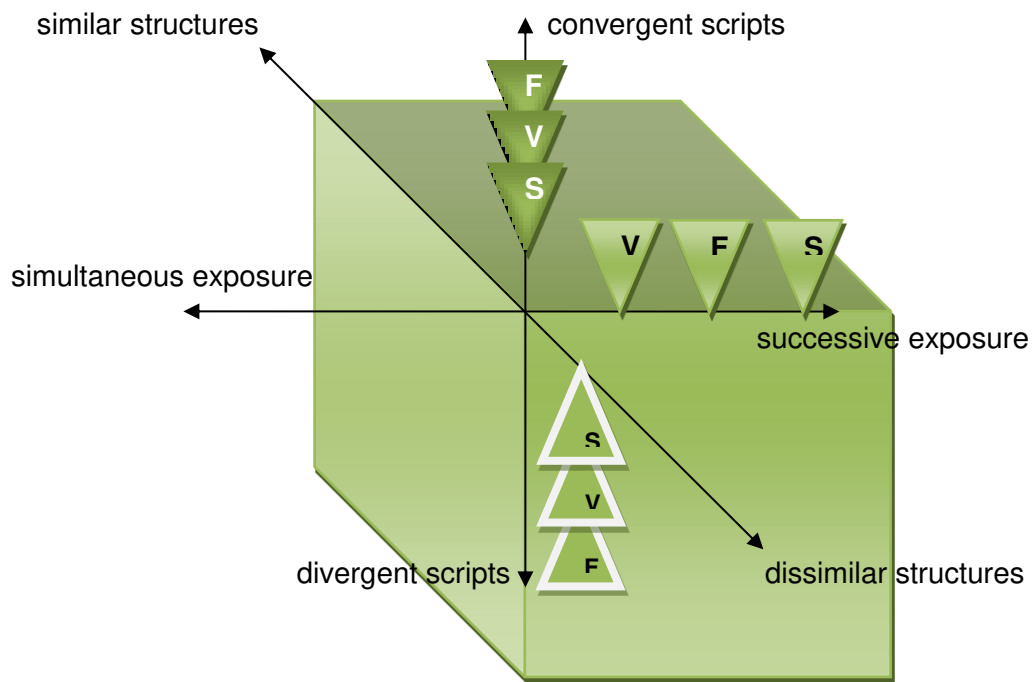 similar structures
convergent scripts
F
V
S
V F S
simultaneous exposure
successive exposure
S
V
F
divergent scripts
dissimilar structures